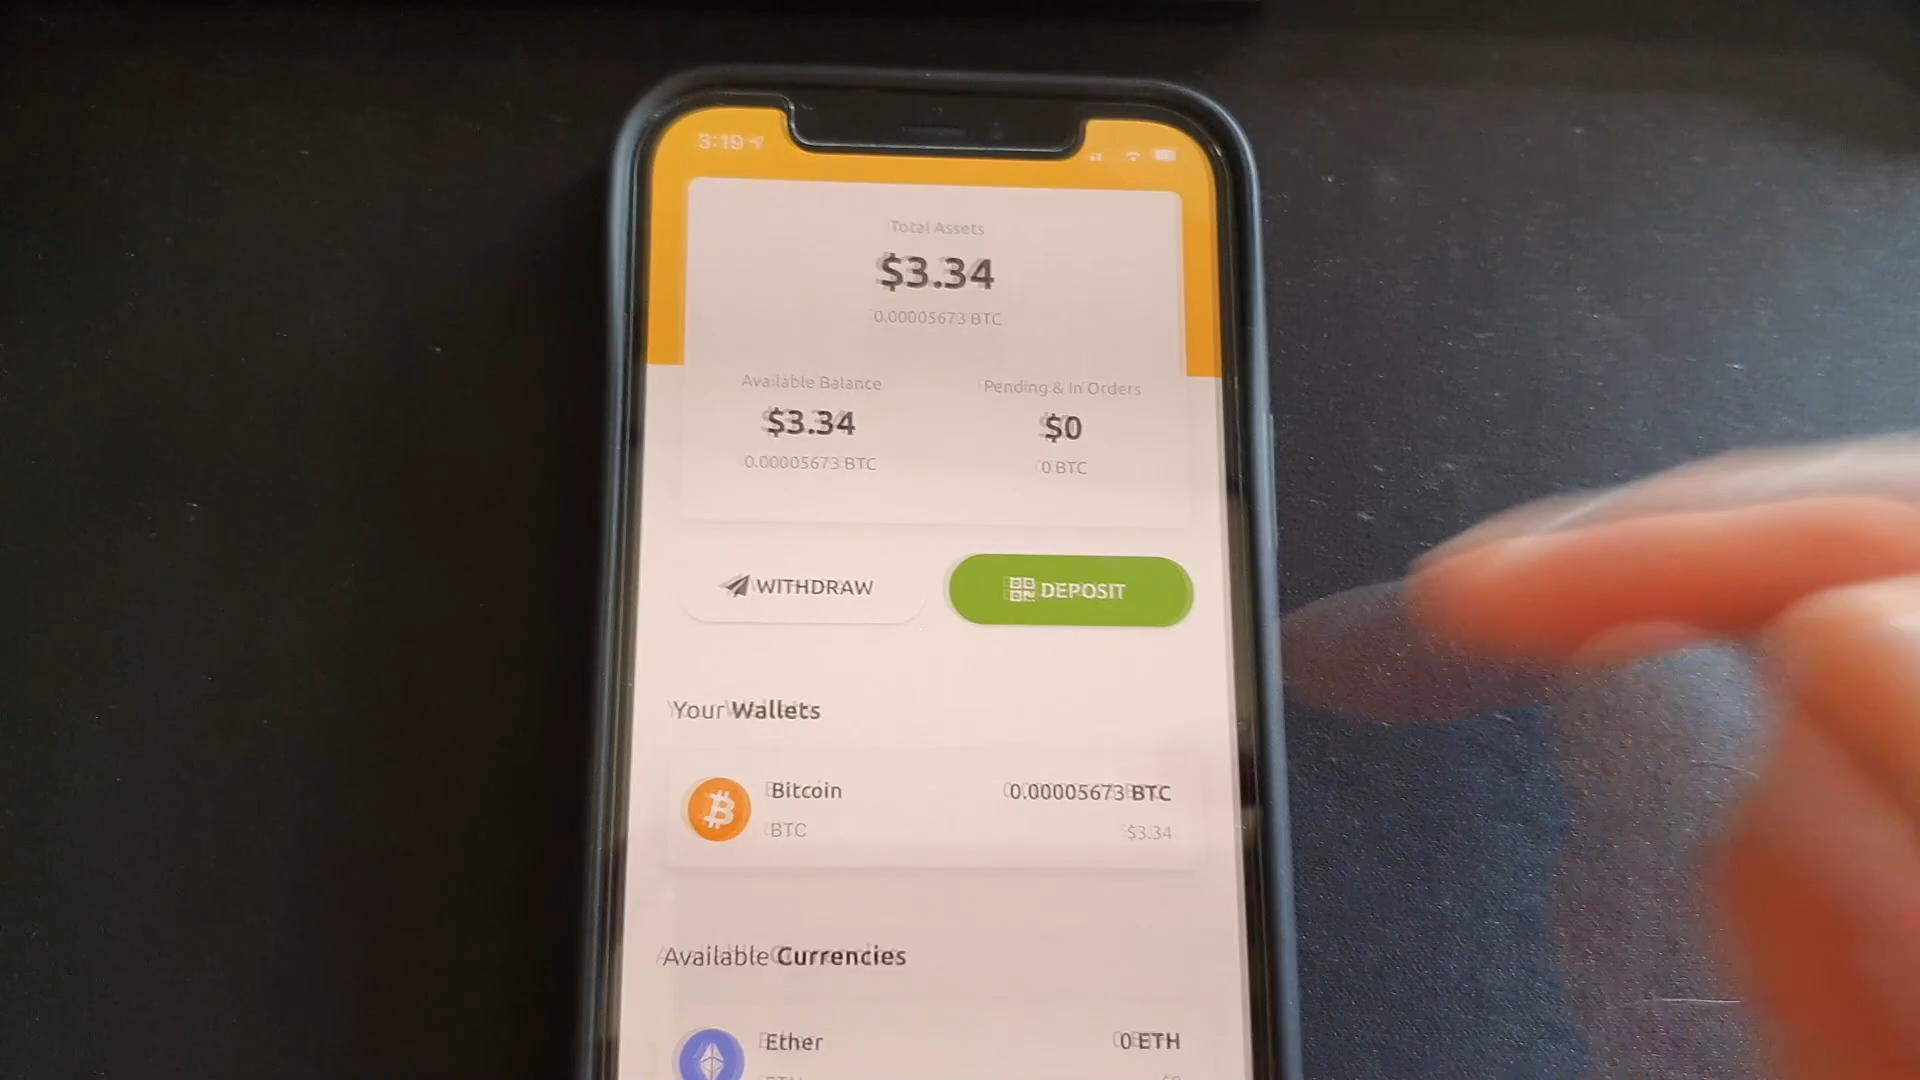 3:19
Total Assets
$3.34
0.00005673 BTC
Available Balance
Pending & In Orders
$3.34
$0
0.00005673 BTC
0 BTC
WITHDRAW
DEPOSIT
Your Wallets
Bitcoin
0.00005673 BTC
BTC
$3.34
Available Currencies
Ether
0 ETH